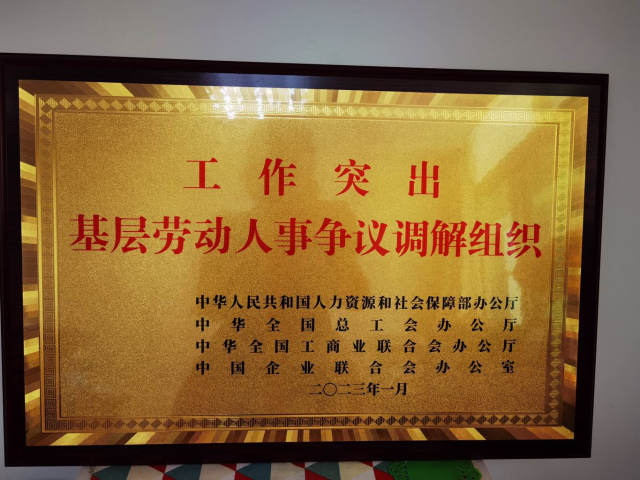 工作突出
基层劳动人事争议调解组织
中华人民共和国人力资源和社会保障部办公厅
中华全国总工会办公厅
中华全国工商业联合会办公厅
中国企业联合会办公室
二〇二三年一月